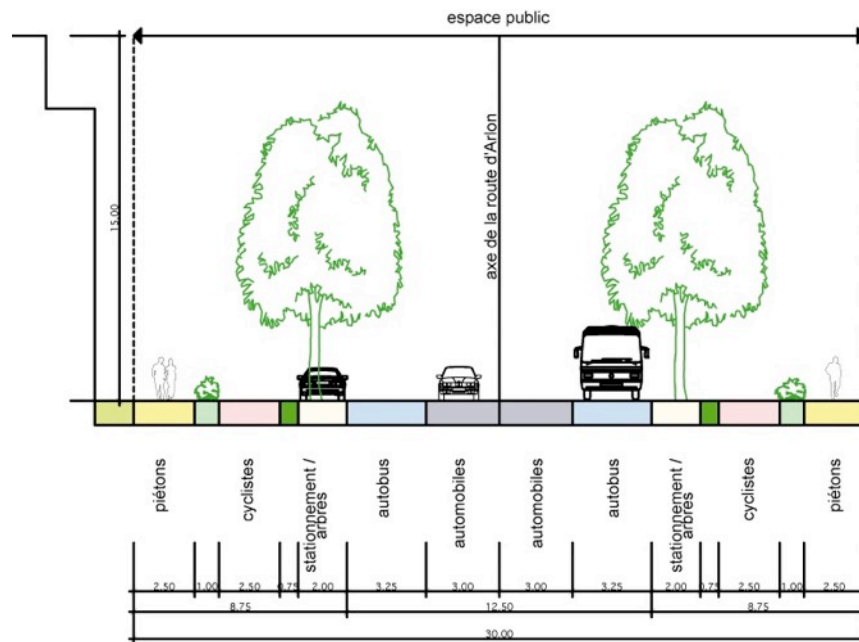 espace public
axe de la route d'Arlon
15.00
piétons
cyclistes
stationnement /
arbres
autobus
automobiles
automobiles
autobus
stationnement /
arbres
cyclistes
piétons
2.50 1.00 2.50 0.75 2.00 3.25 3.00 3.00 3.25 2.00 0.75 2.50 1.00 2.50
8.75 12.50 8.75
30.00